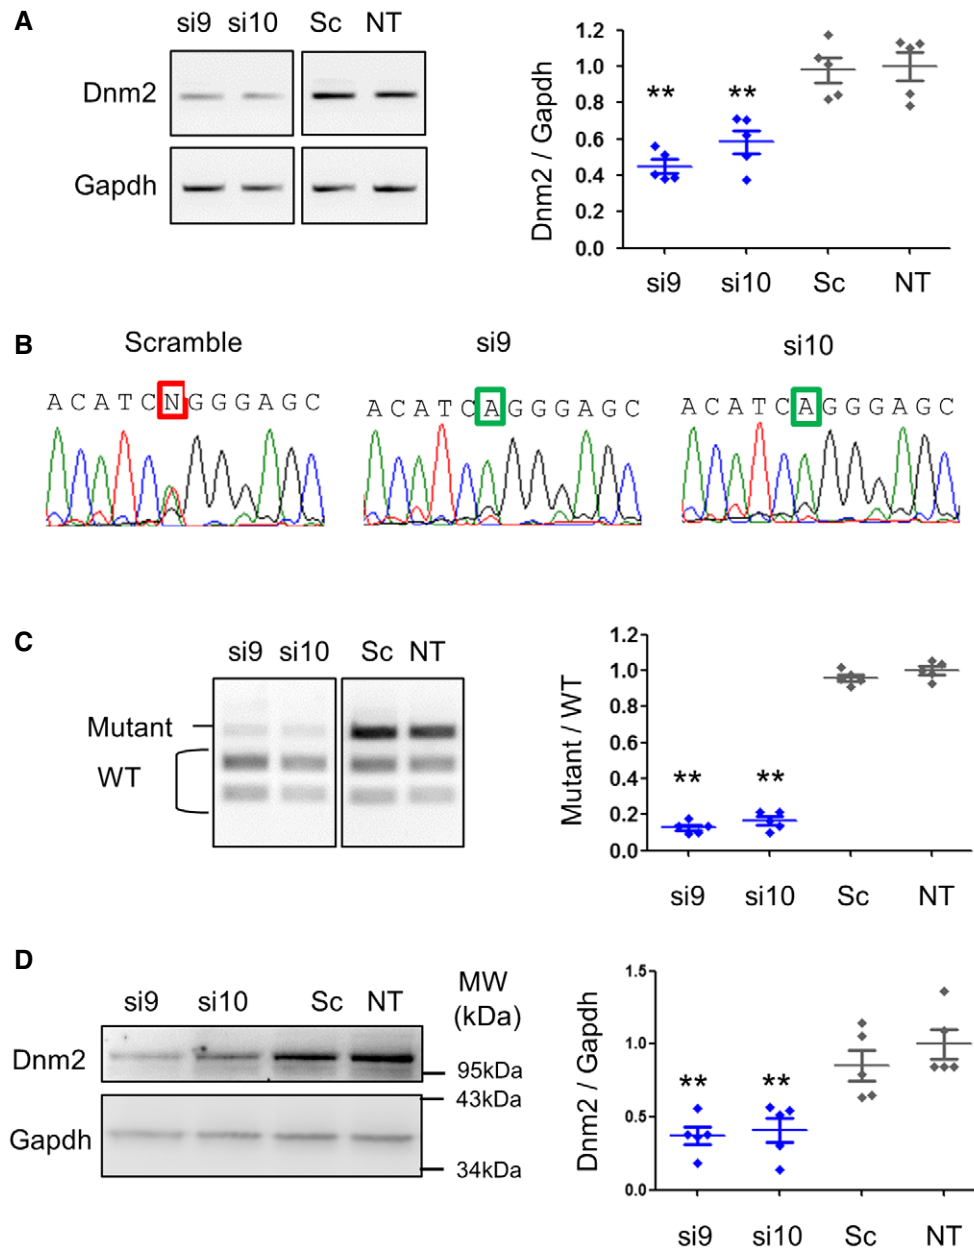 A
si9 si10 Sc NT
Dnm2
Gapdh
Dnm2 / Gapdh
1.2
1.0
0.8
0.6
0.4
0.2
0.0
** **
si9 si10 Sc NT
B
Scramble si9 si10
ACATCNGGGAGC
ACATCAGGGAGC
ACATCAGGGAGC
C
si9 si10 Sc NT
Mutant
WT
Mutant / WT
1.2
1.0
0.8
0.6
0.4
0.2
0.0
** **
si9 si10 Sc NT
D
si9 si10 Sc NT
MW
(kDa)
Dnm2
95kDa
43kDa
Gapdh
34kDa
Dnm2 / Gapdh
1.5
1.0
0.5
0.0
** **
si9 si10 Sc NT